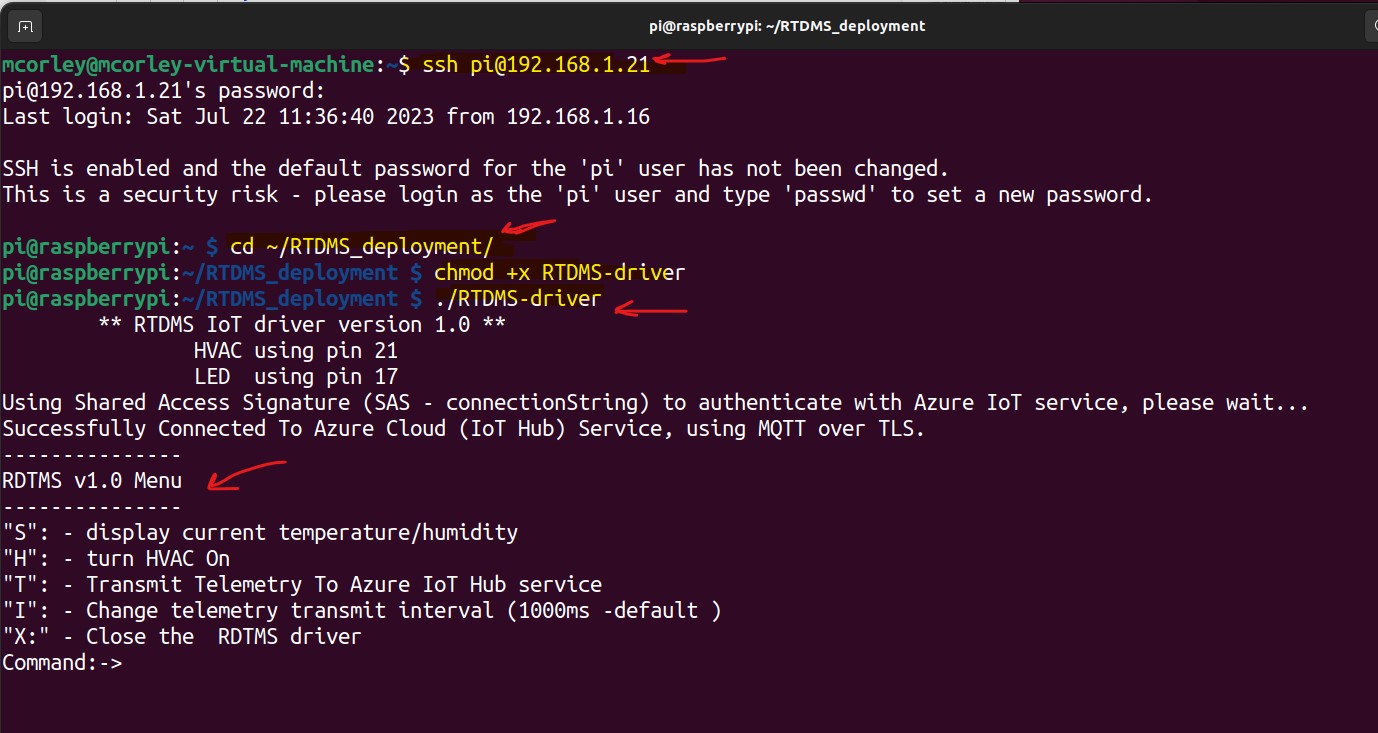 pi@raspberrypi: ~/RTDMS_deployment
mcorley@mcorley-virtual-machine:~$ ssh pi@192.168.1.21
pi@192.168.1.21's password:
Last login: Sat Jul 22 11:36:40 2023 from 192.168.1.16
SSH is enabled and the default password for the 'pi' user has not been changed.
This is a security risk - please login as the 'pi' user and type 'passwd' to set a new password.
pi@raspberrypi:~ $ cd ~/RTDMS_deployment/
pi@raspberrypi:~/RTDMS_deployment $ chmod +x RTDMS-driver
pi@raspberrypi:~/RTDMS_deployment $ ./RTDMS-driver
** RTDMS IoT driver version 1.0 **
HVAC using pin 21
LED  using pin 17
Using Shared Access Signature (SAS - connectionString) to authenticate with Azure IoT service, please wait...
Successfully Connected To Azure Cloud (IoT Hub) Service, using MQTT over TLS.
---------------
RDTMS v1.0 Menu
---------------
"S": - display current temperature/humidity
"H": - turn HVAC On
"T": - Transmit Telemetry To Azure IoT Hub service
"I": - Change telemetry transmit interval (1000ms -default )
"X:" - Close the  RDTMS driver
Command:->